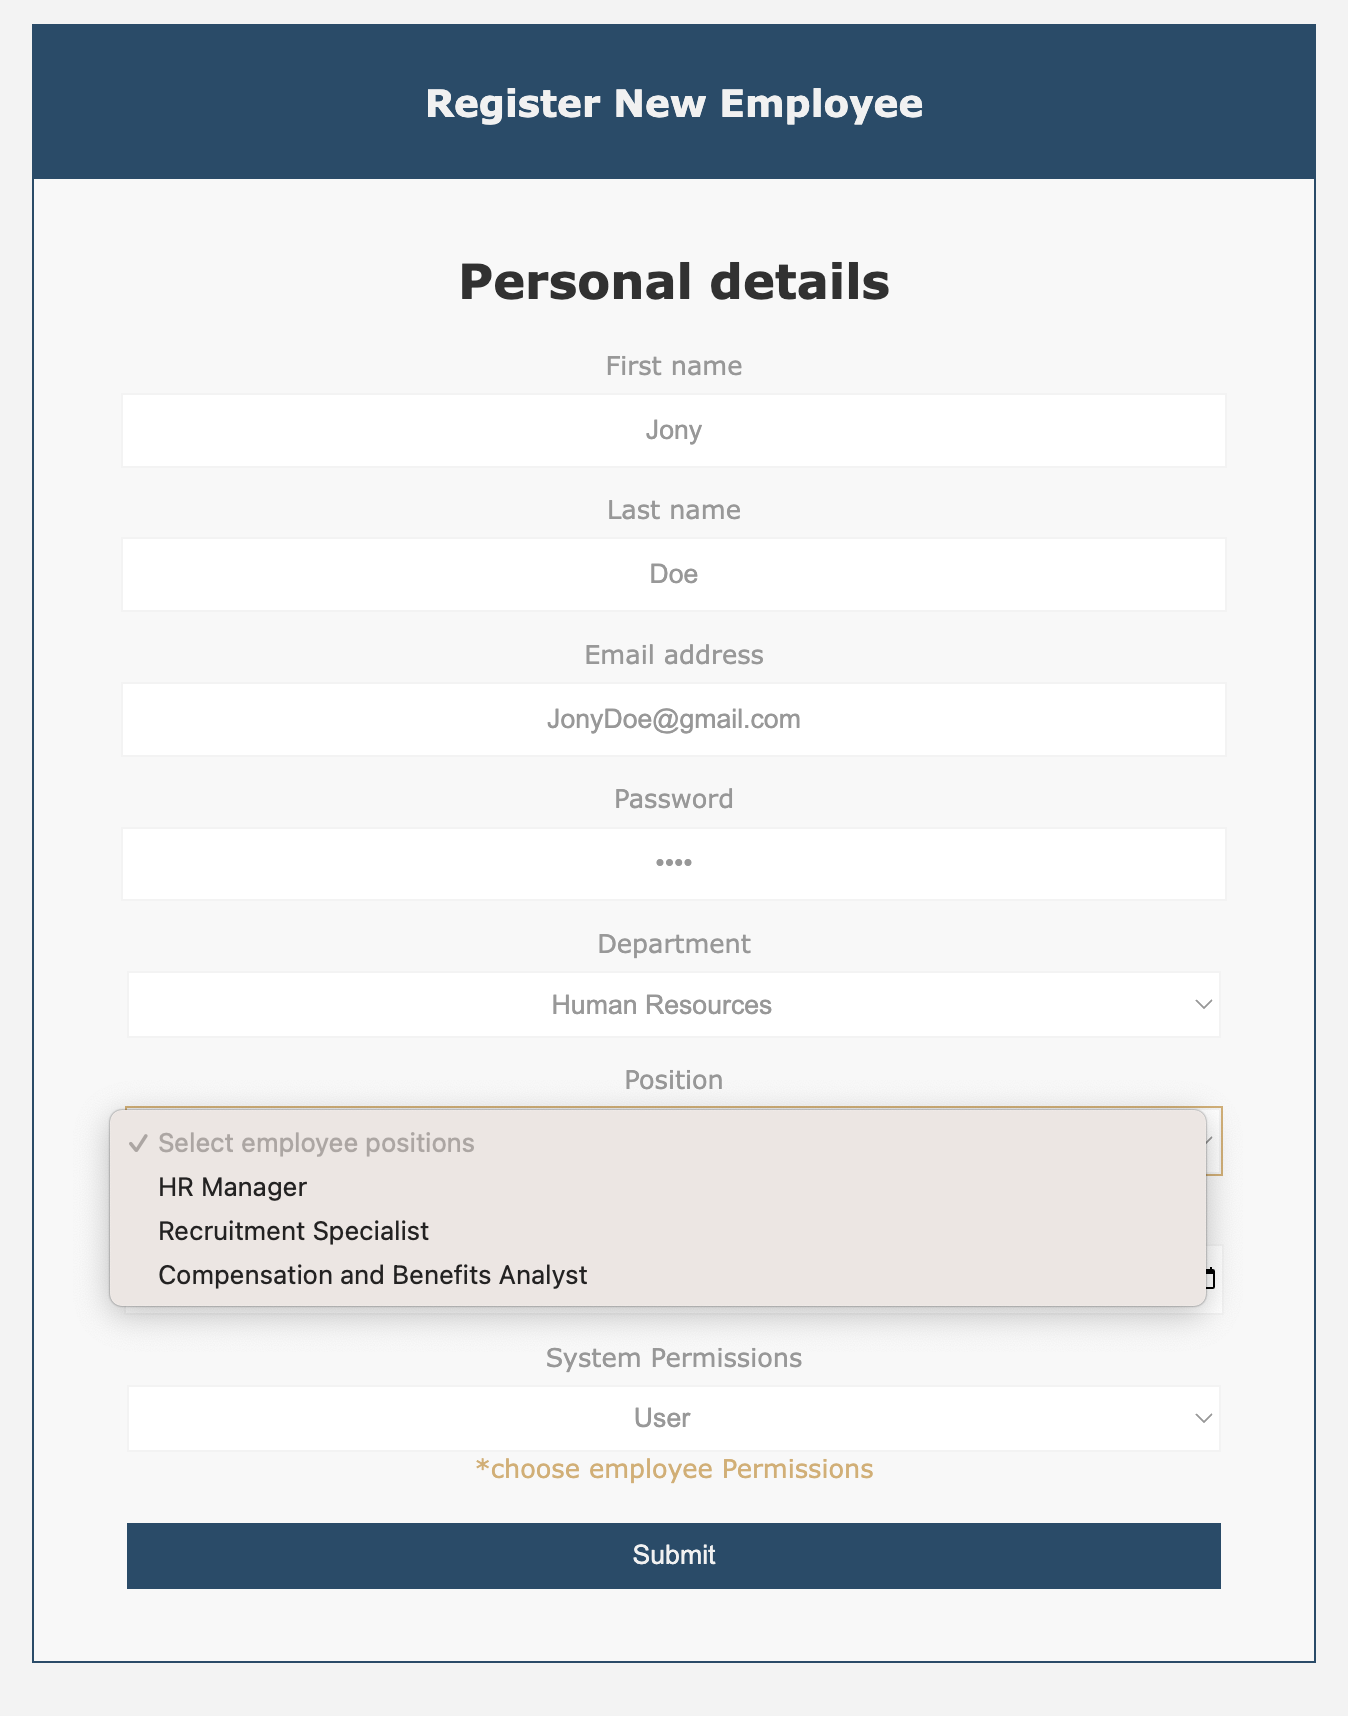 Register New Employee
Personal details
First name
Jony
Last name
Doe
Email address
JonyDoe@gmail.com
Password
••••
Department
Human Resources
Position
✓ Select employee positions
HR Manager
Recruitment Specialist
Compensation and Benefits Analyst
System Permissions
User
*choose employee Permissions
Submit